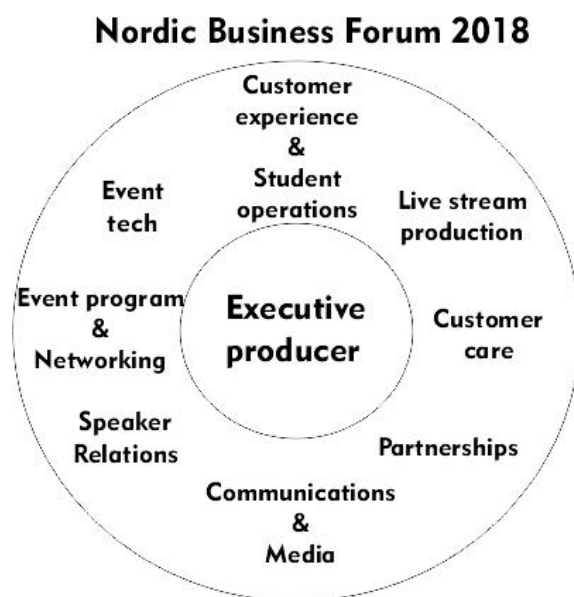 Nordic Business Forum 2018
Customer
experience
&
Student
operations
Live stream
production
Customer
care
Partnerships
Communications
&
Media
Speaker
Relations
Event program
&
Networking
Event
tech
Executive
producer